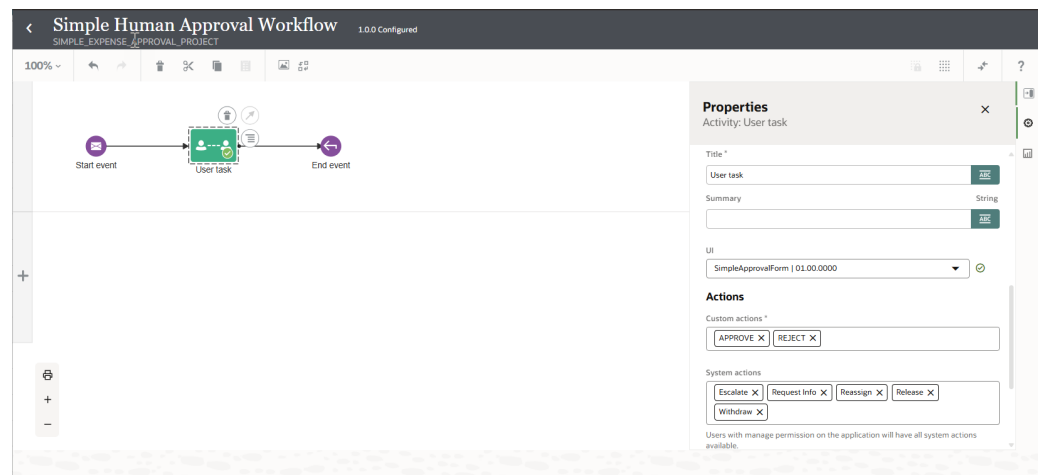 Simple Human Approval Workflow 1.0.0 Configured
SIMPLE_EXPENSE_APPROVAL_PROJECT
100% ?
Start event
User task
End event
Properties
Activity: User task
Title *
User task ABC
Summary String
ABC
UI
SimpleApprovalForm | 01.00.0000
Actions
Custom actions *
APPROVE X REJECT X
System actions
Escalate X Request Info X Reassign X Release X
Withdraw X
Users with manage permission on the application will have all system actions
available.